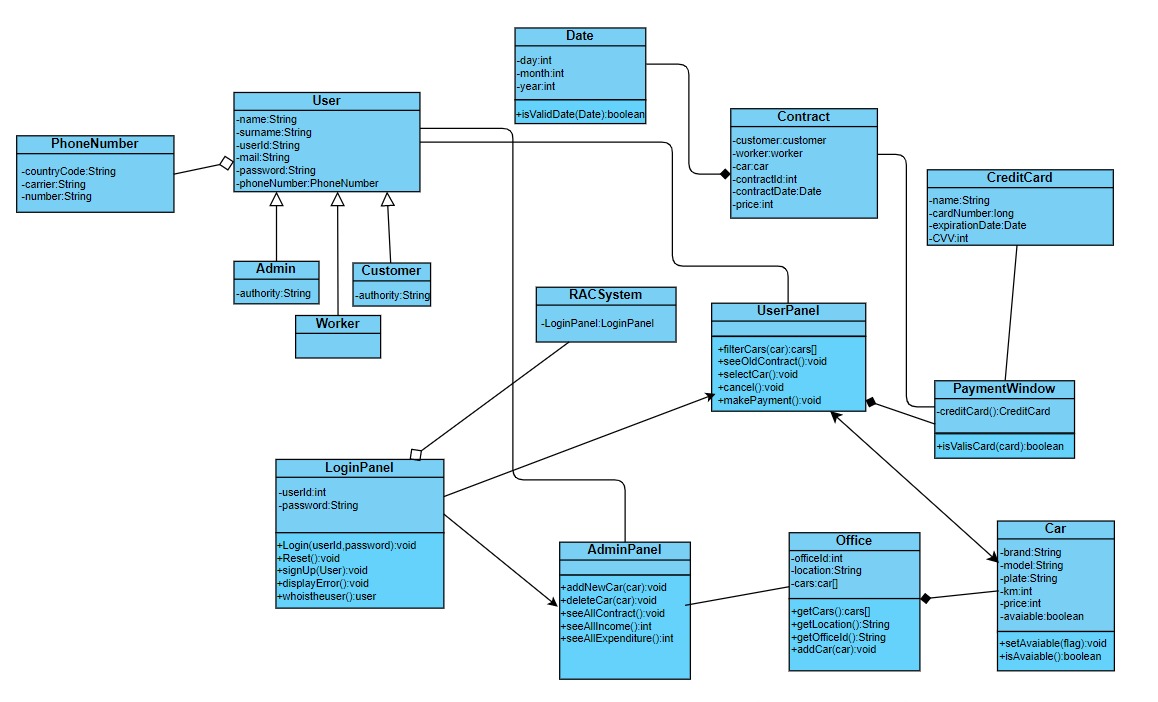 Date
-day:int
-month:int
-year:int
+isValidDate(Date):boolean
User
-name:String
-surname:String
-userId:String
-mail:String
-password:String
-phoneNumber:PhoneNumber
PhoneNumber
-countryCode:String
-carrier:String
-number:String
Contract
-customer:customer
-worker:worker
-car:car
-contractId:int
-contractDate:Date
-price:int
CreditCard
-name:String
-cardNumber:long
-expirationDate:Date
-CVV:int
Admin
-authority:String
Customer
-authority:String
Worker
RACSystem
-LoginPanel:LoginPanel
UserPanel
+filterCars(car):cars[]
+seeOldContract():void
+selectCar():void
+cancel():void
+makePayment():void
PaymentWindow
-creditCard():CreditCard
+isValisCard(card):boolean
LoginPanel
-userId:int
-password:String
+Login(userId,password):void
+Reset():void
+signUp(User):void
+displayError():void
+whoistheuser():user
AdminPanel
+addNewCar(car):void
+deleteCar(car):void
+seeAllContract():void
+seeAllIncome():int
+seeAllExpenditure():int
Office
-officeId:int
-location:String
-cars:car[]
+getCars():cars[]
+getLocation():String
+getOfficeId():String
+addCar(car):void
Car
-brand:String
-model:String
-plate:String
-km:int
-price:int
-avaiable:boolean
+setAvaiable(flag):void
+isAvaiable():boolean